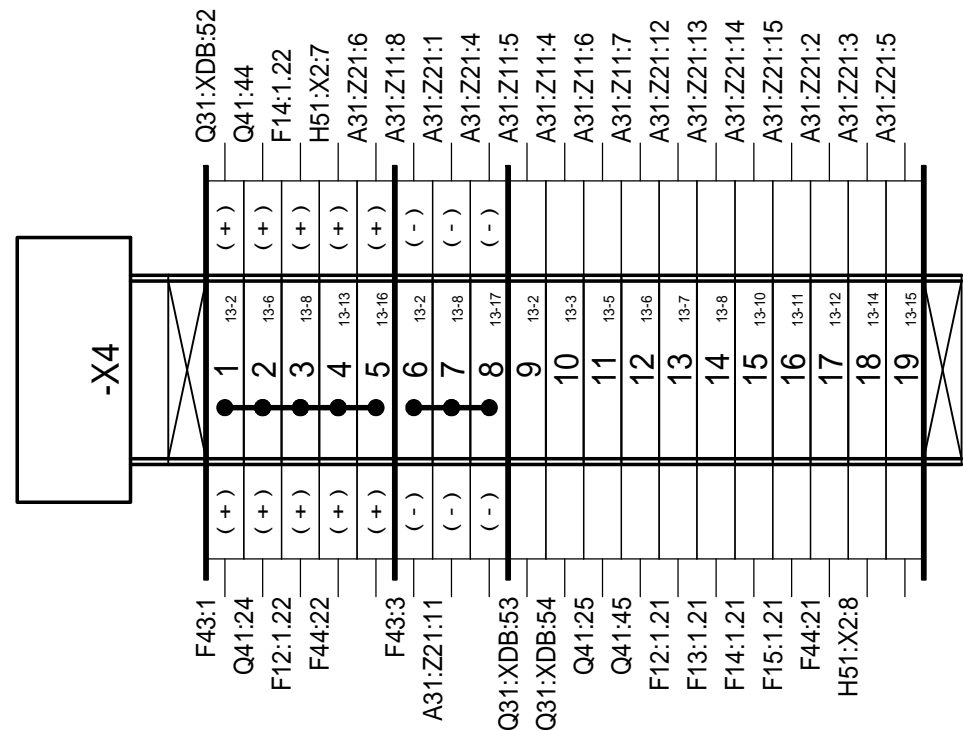 -X4
F43:1 (+) 1 13-2 (+) Q31:XDB:52
Q41:24 (+) 2 13-6 (+) Q41:44
F12:1.22 (+) 3 13-8 (+) F14:1.22
F44:22 (+) 4 13-13 (+) H51:X2:7
(+) 5 13-16 (+) A31:Z21:6
F43:3 (-) 6 13-2 (-) A31:Z11:8
A31:Z21:11 (-) 7 13-8 (-) A31:Z21:1
(-) 8 13-17 (-) A31:Z21:4
Q31:XDB:53 9 13-2 A31:Z11:5
Q31:XDB:54 10 13-3 A31:Z11:4
Q41:25 11 13-5 A31:Z11:6
Q41:45 12 13-6 A31:Z11:7
F12:1.21 13 13-7 A31:Z21:12
F13:1.21 14 13-8 A31:Z21:13
F14:1.21 15 13-10 A31:Z21:14
F15:1.21 16 13-11 A31:Z21:15
F44:21 17 13-12 A31:Z21:2
H51:X2:8 18 13-14 A31:Z21:3
19 13-15 A31:Z21:5